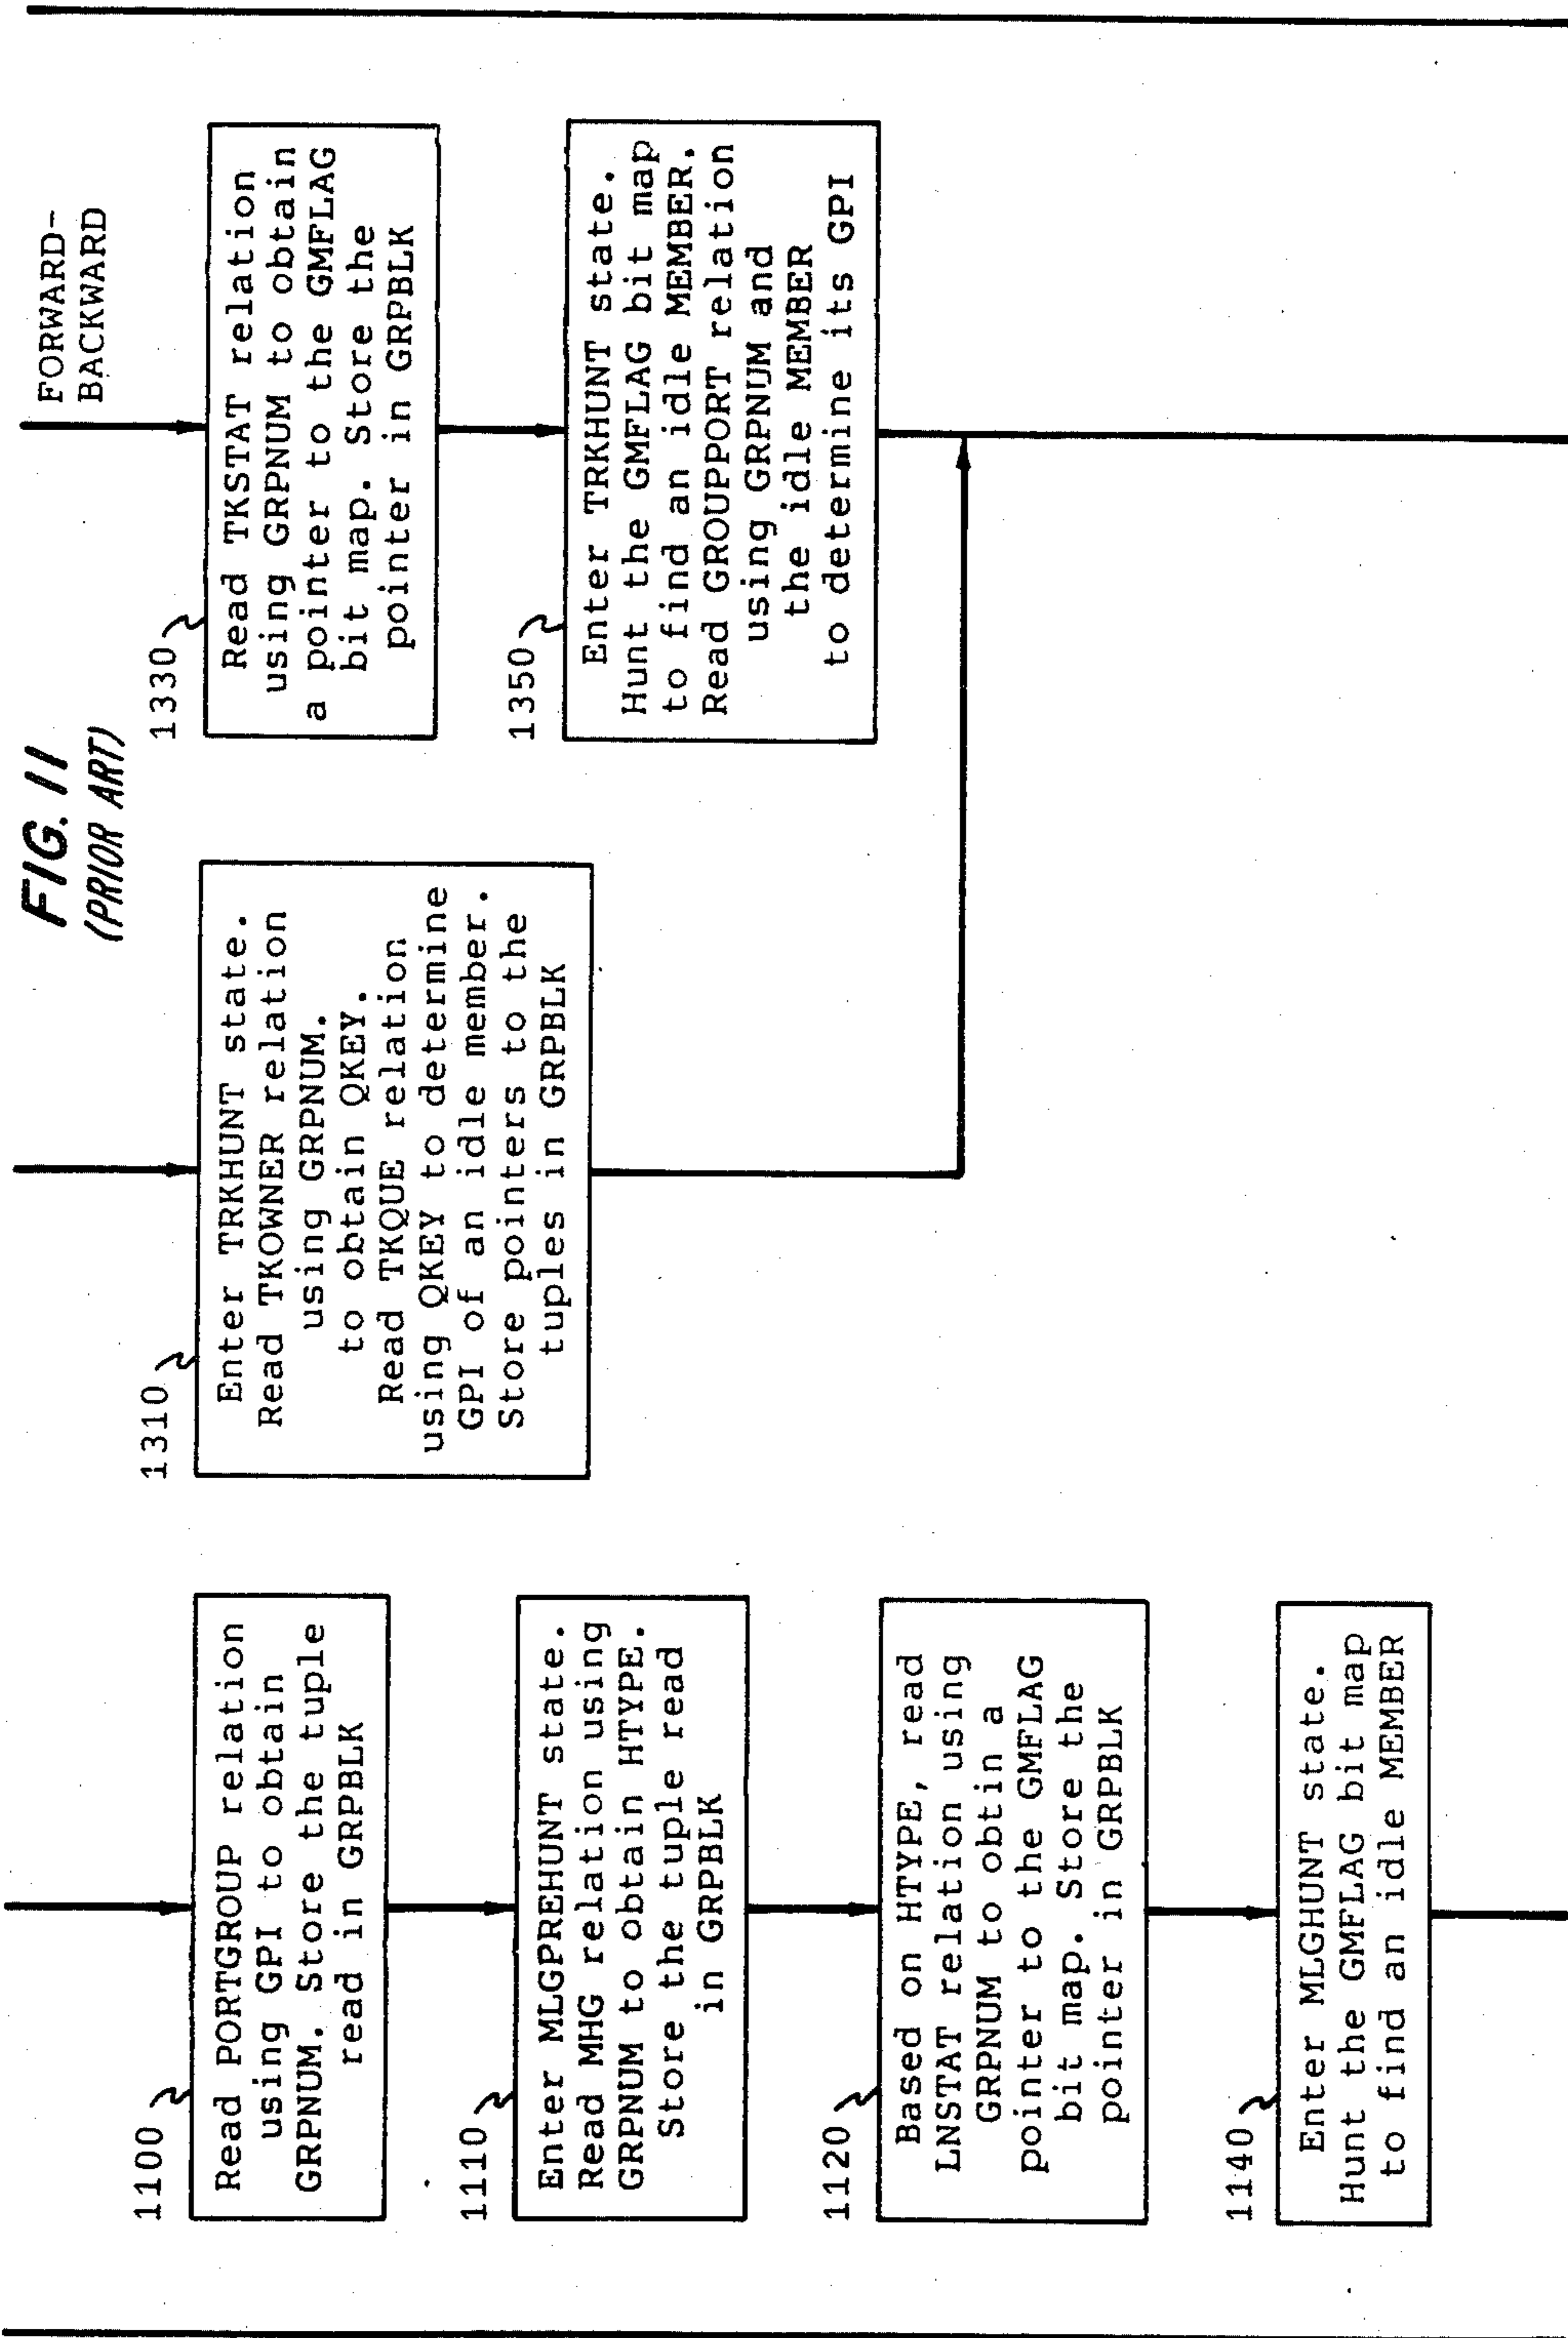 FIG. 11
(PRIOR ART)
1100
Read PORTGROUP relation
using GPI to obtain
GRPNUM. Store the tuple
read in GRPBLK
1110
Enter MLGPREHUNT state.
Read MHG relation using
GRPNUM to obtain HTYPE.
Store the tuple read
in GRPBLK
1120
Based on HTYPE, read
LNSTAT relation using
GRPNUM to obtin a
pointer to the GMFLAG
bit map. Store the
pointer in GRPBLK
1140
Enter MLGHUNT state.
Hunt the GMFLAG bit map
to find an idle MEMBER
1310
Enter TRKHUNT state.
Read TKOWNER relation
using GRPNUM.
to obtain QKEY.
Read TKQUE relation
using QKEY to determine
GPI of an idle member.
Store pointers to the
tuples in GRPBLK
FORWARD-
BACKWARD
1330
Read TKSTAT relation
using GRPNUM to obtain
a pointer to the GMFLAG
bit map. Store the
pointer in GRPBLK
1350
Enter TRKHUNT state.
Hunt the GMFLAG bit map
to find an idle MEMBER.
Read GROUPPORT relation
using GRPNUM and
the idle MEMBER
to determine its GPI